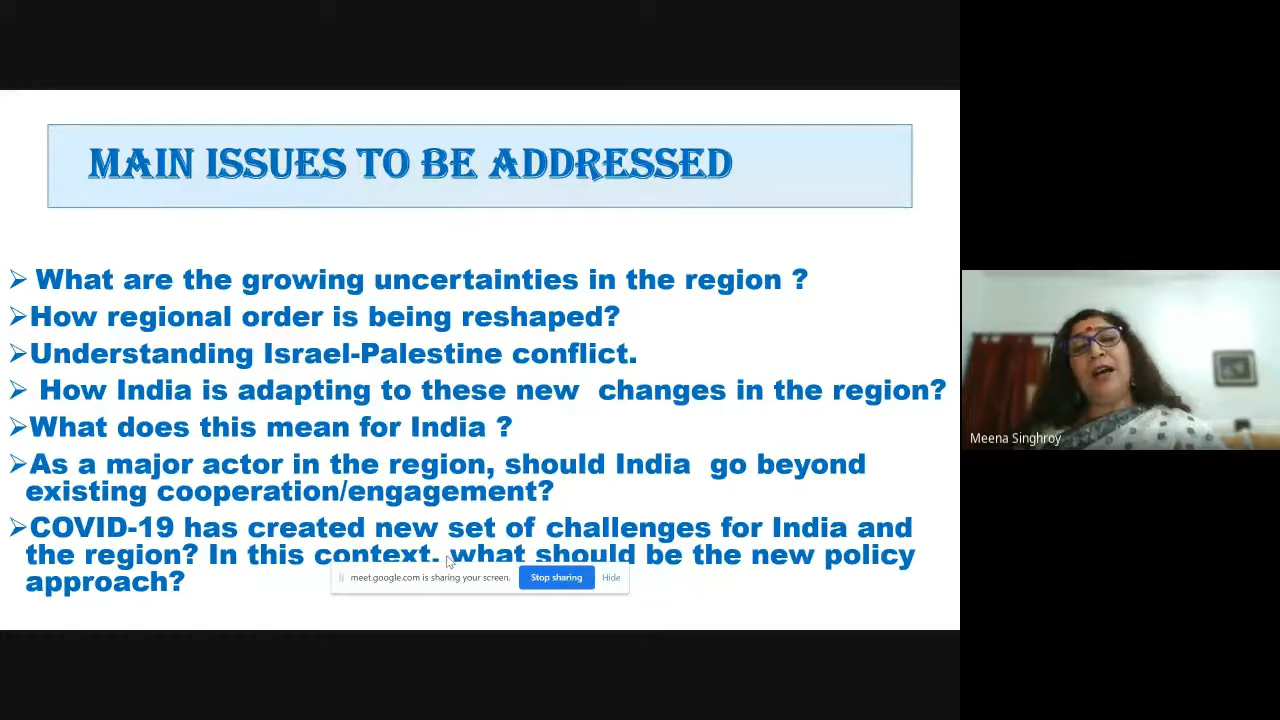 MAIN ISSUES TO BE ADDRESSED
➢ What are the growing uncertainties in the region ?
➢How regional order is being reshaped?
➢Understanding Israel-Palestine conflict.
➢ How India is adapting to these new  changes in the region?
➢What does this mean for India ?
➢As a major actor in the region, should India  go beyond
existing cooperation/engagement?
➢COVID-19 has created new set of challenges for India and
the region? In this context, what should be the new policy
approach?
meet.google.com is sharing your screen. Stop sharing Hide
Meena Singhroy